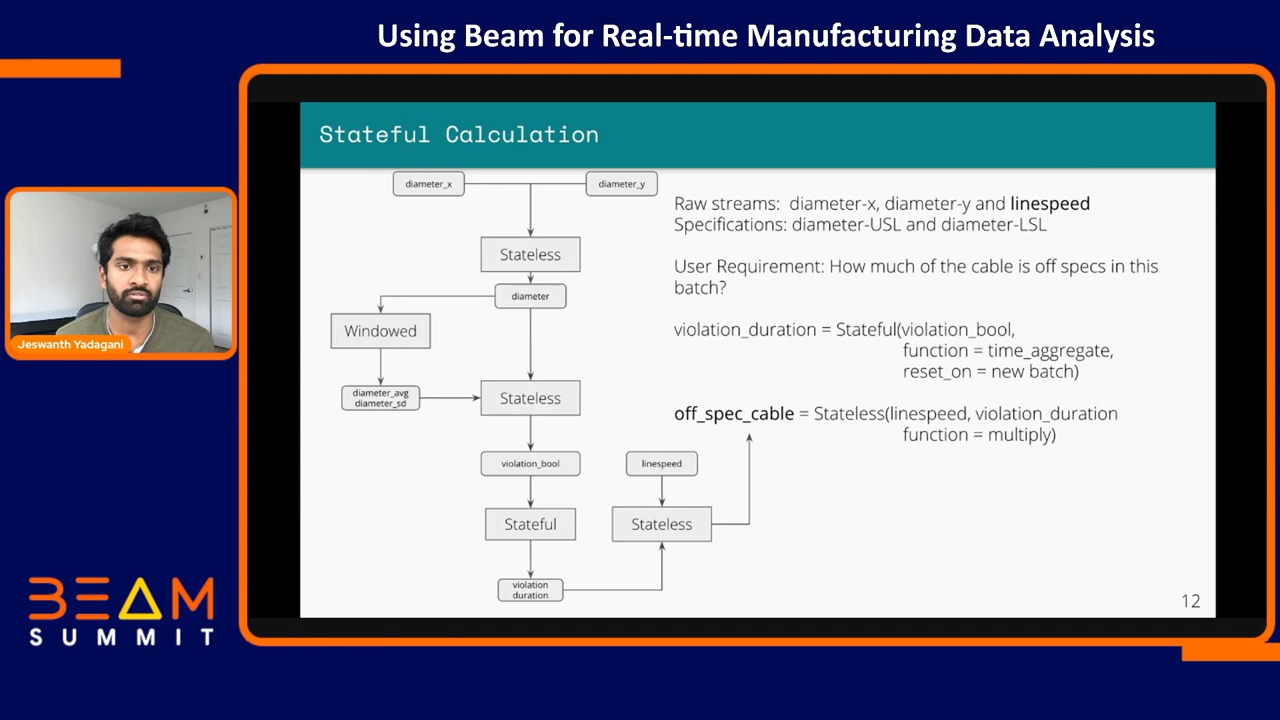 Using Beam for Real-time Manufacturing Data Analysis
Stateful Calculation
diameter_x
diameter_y
Stateless
diameter
Windowed
diameter_avg
diameter_sd
Stateless
violation_bool
linespeed
Stateful
Stateless
violation
duration
Raw streams: diameter-x, diameter-y and linespeed
Specifications: diameter-USL and diameter-LSL
User Requirement: How much of the cable is off specs in this
batch?
violation_duration = Stateful(violation_bool,
function = time_aggregate,
reset_on = new batch)
off_spec_cable = Stateless(linespeed, violation_duration
function = multiply)
12
Jeswanth Yadagani
BEAM
SUMMIT